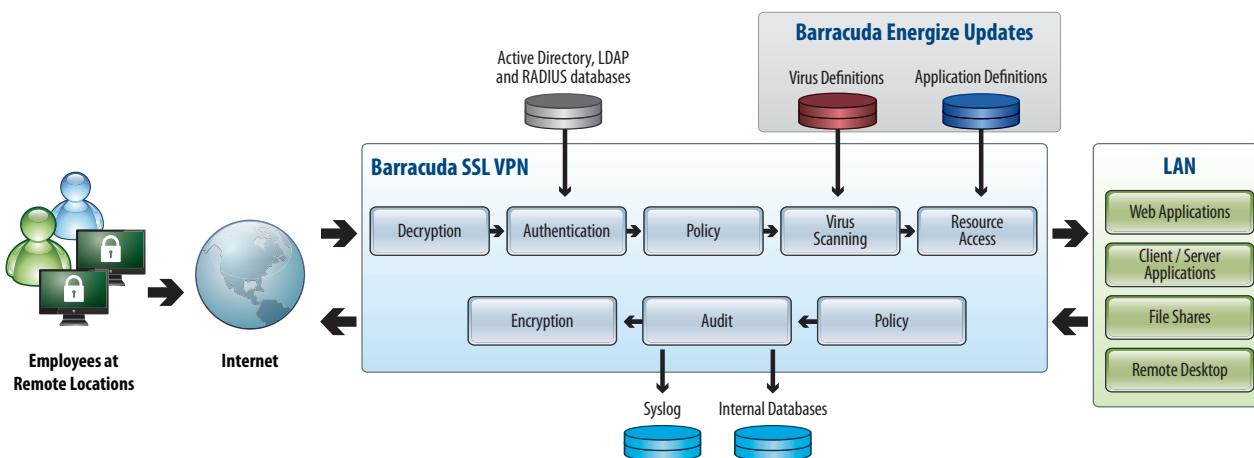 Barracuda Energize Updates
Active Directory, LDAP
and RADIUS databases
Virus Definitions
Application Definitions
Barracuda SSL VPN
LAN
Decryption
Authentication
Policy
Virus
Scanning
Resource
Access
Web Applications
Client / Server
Applications
File Shares
Remote Desktop
Encryption
Audit
Policy
Employees at
Remote Locations
Internet
Syslog
Internal Databases